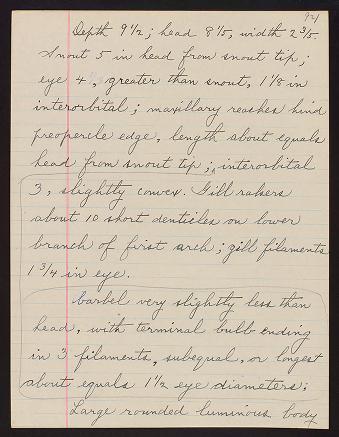 94
Depth 9 1/2; head 8 1/5, width 2 3/5.
Snout 5 in head from snout tip;
eye 4, greater than snout, 1 1/8 in
interorbital; maxillary reaches hind
preopercle edge, length about equals
head from snout tip; interorbital
3, slightly convex. Gill rakers
about 10 short denticles on lower
branch of first arch; gill filaments
1 3/4 in eye.
Barbel very slightly less than
head, with terminal bulb ending
in 3 filaments, subequal, or longest
about equals 1 1/2 eye diameters;
Large rounded luminous body